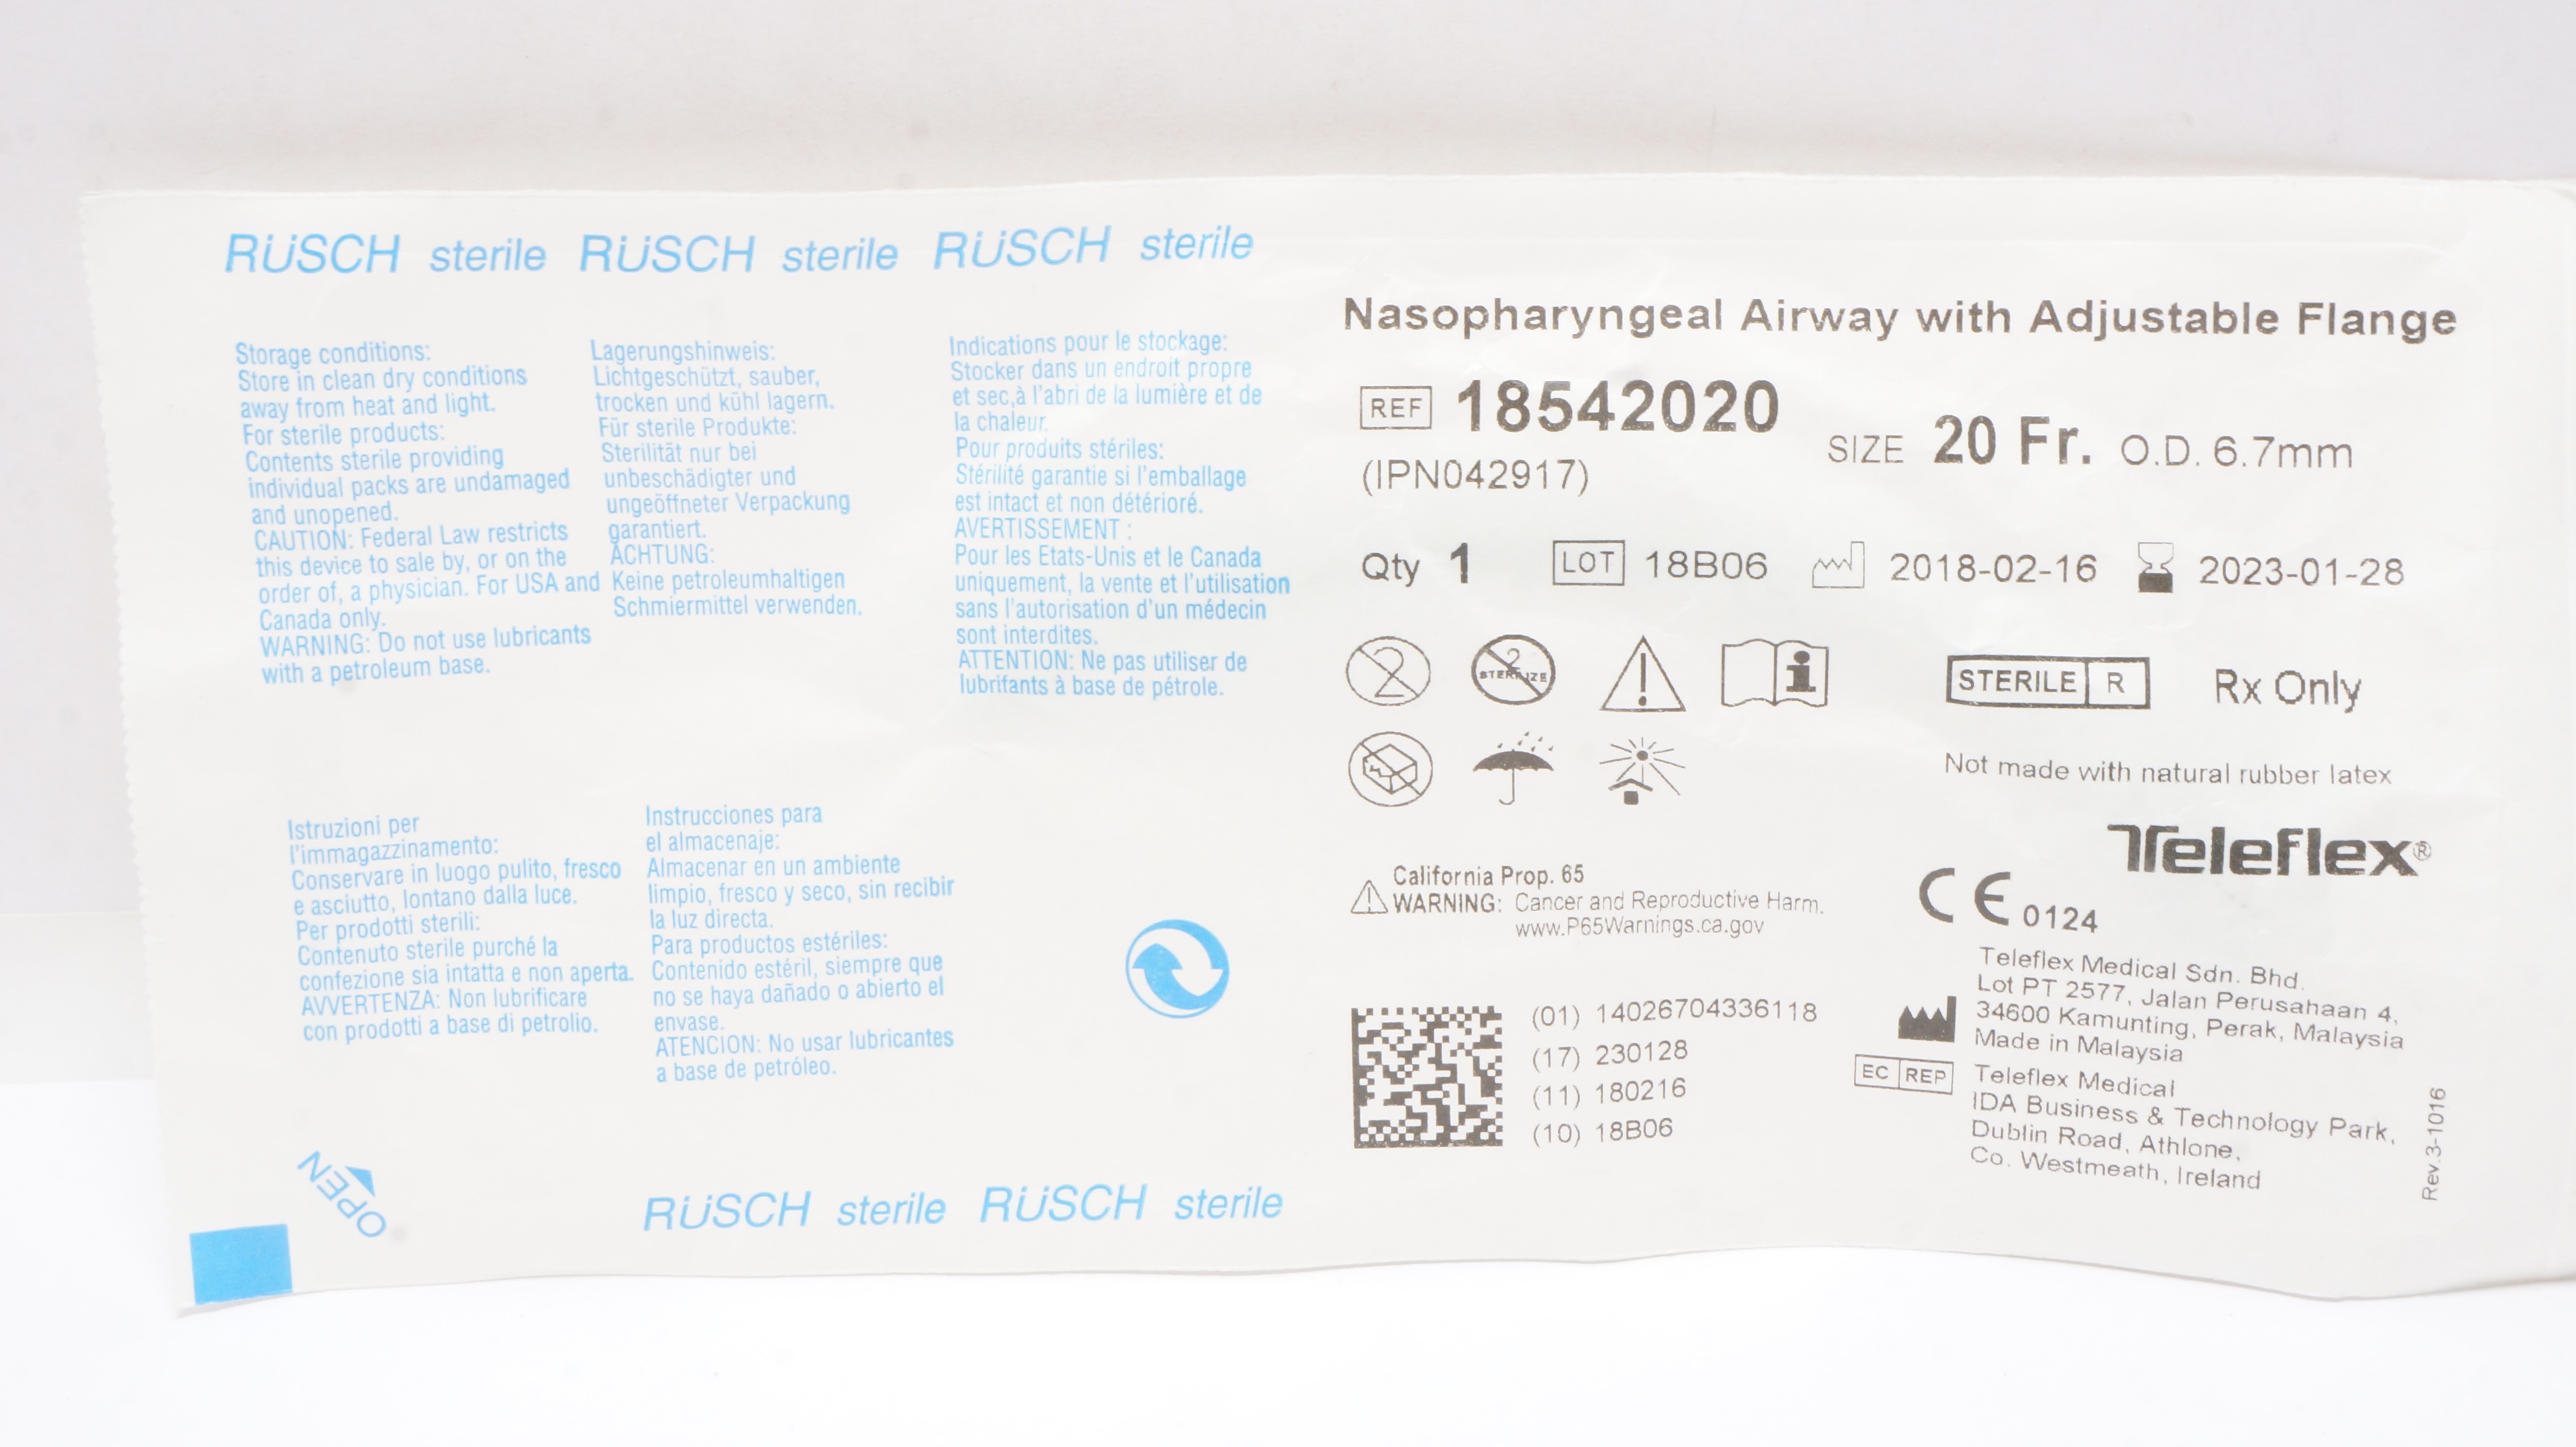 RÜSCH sterile RÜSCH sterile RÜSCH sterile
Storage conditions:
Store in clean dry conditions
away from heat and light.
For sterile products:
Contents sterile providing
individual packs are undamaged
and unopened.
CAUTION: Federal Law restricts
this device to sale by, or on the
order of, a physician. For USA and
Canada only.
WARNING: Do not use lubricants
with a petroleum base.
Lagerungshinweis:
Lichtgeschützt, sauber,
trocken und kühl lagern.
Für sterile Produkte:
Sterilität nur bei
unbeschädigter und
ungeöffneter Verpackung
garantiert.
ACHTUNG:
Keine petroleumhaltigen
Schmiermittel verwenden.
Indications pour le stockage:
Stocker dans un endroit propre
et sec,à l'abri de la lumière et de
la chaleur.
Pour produits stériles:
Stérilité garantie si l'emballage
est intact et non détérioré.
AVERTISSEMENT :
Pour les Etats-Unis et le Canada
uniquement, la vente et l'utilisation
sans l'autorisation d'un médecin
sont interdites.
ATTENTION: Ne pas utiliser de
lubrifants à base de pétrole.
Istruzioni per
l'immagazzinamento:
Conservare in luogo pulito, fresco
e asciutto, lontano dalla luce.
Per prodotti sterili:
Contenuto sterile purché la
confezione sia intatta e non aperta.
AVVERTENZA: Non lubrificare
con prodotti a base di petrolio.
Instrucciones para
el almacenaje:
Almacenar en un ambiente
limpio, fresco y seco, sin recibir
la luz directa.
Para productos estériles:
Contenido estéril, siempre que
no se haya dañado o abierto el
envase.
ATENCION: No usar lubricantes
a base de petróleo.
OPEN
RÜSCH sterile RÜSCH sterile
Nasopharyngeal Airway with Adjustable Flange
REF 18542020
(IPN042917)
SIZE 20 Fr. O.D. 6.7mm
Qty 1 LOT 18B06 2018-02-16 2023-01-28
2 2 STERILIZE i
STERILE R Rx Only
Not made with natural rubber latex
California Prop. 65
WARNING: Cancer and Reproductive Harm.
www.P65Warnings.ca.gov
Teleflex®
CE 0124
(01) 14026704336118
(17) 230128
(11) 180216
(10) 18B06
Teleflex Medical Sdn. Bhd.
Lot PT 2577, Jalan Perusahaan 4,
34600 Kamunting, Perak, Malaysia
Made in Malaysia
EC REP Teleflex Medical
IDA Business & Technology Park,
Dublin Road, Athlone,
Co. Westmeath, Ireland
Rev.3-1016